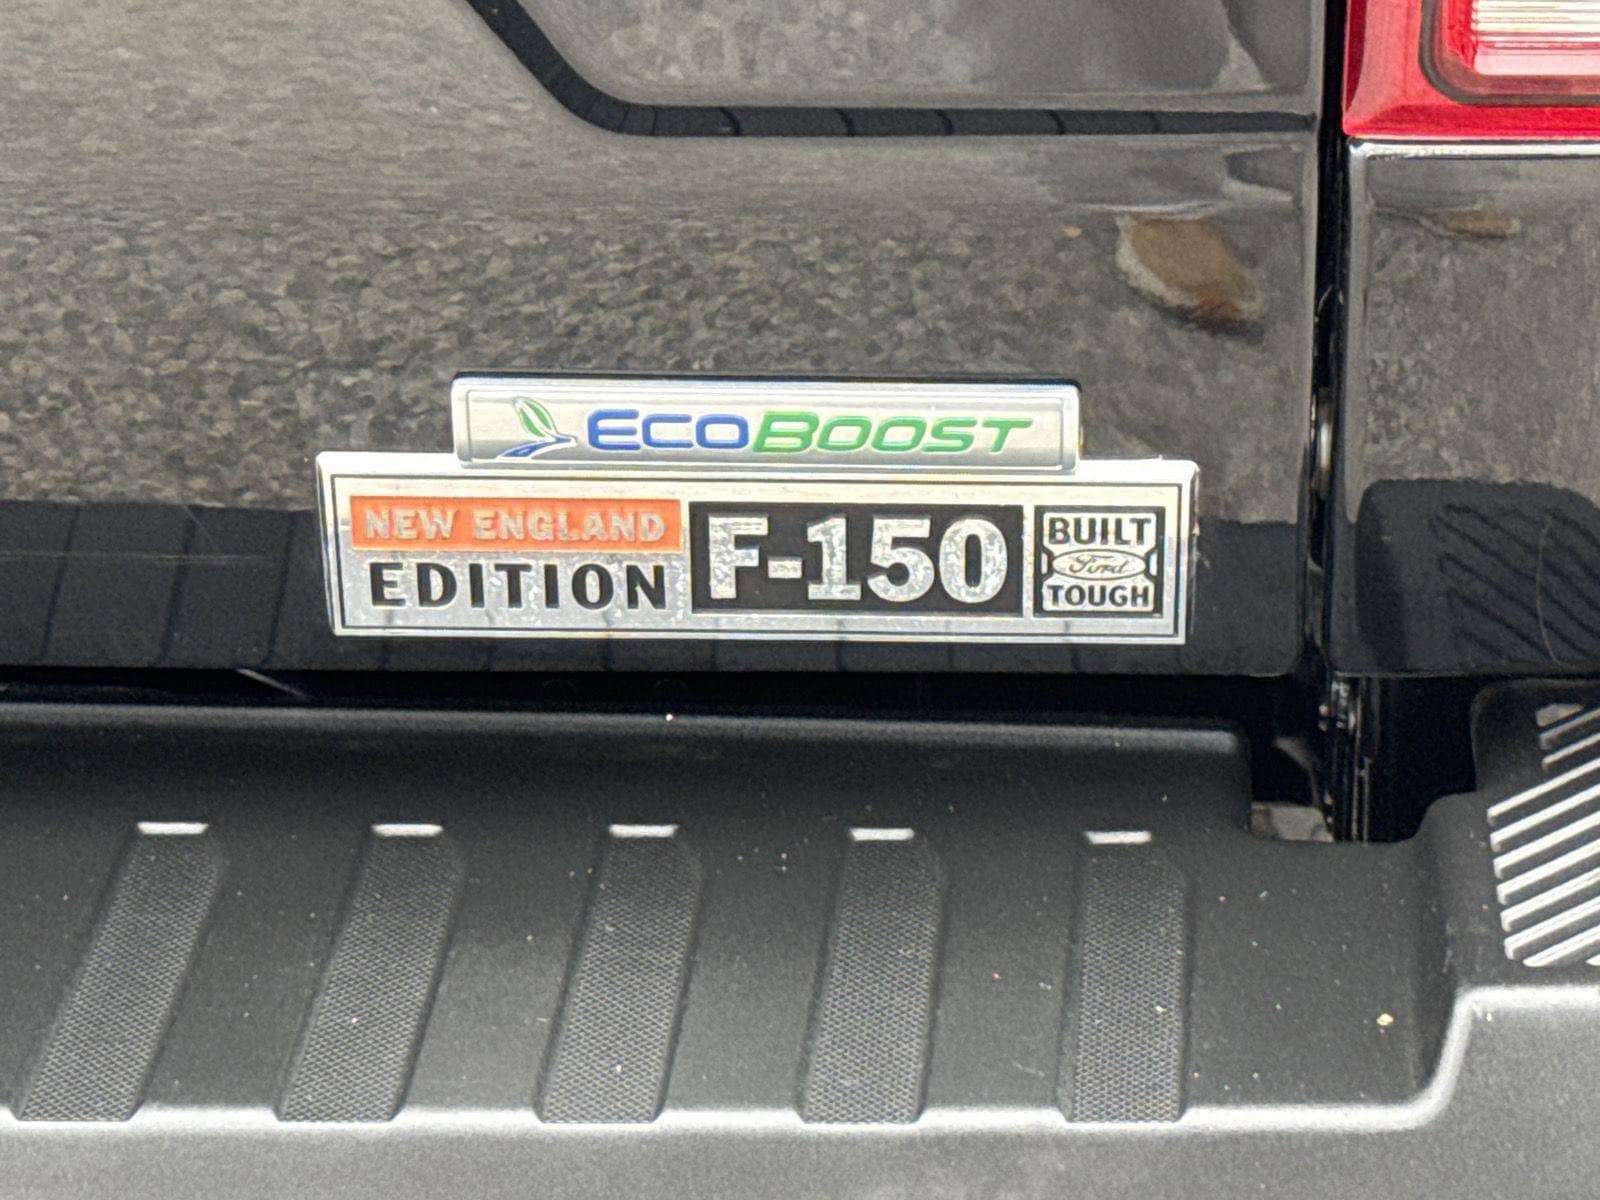 ECOBOOST
NEW ENGLAND
EDITION
F-150
BUILT
Ford
TOUGH